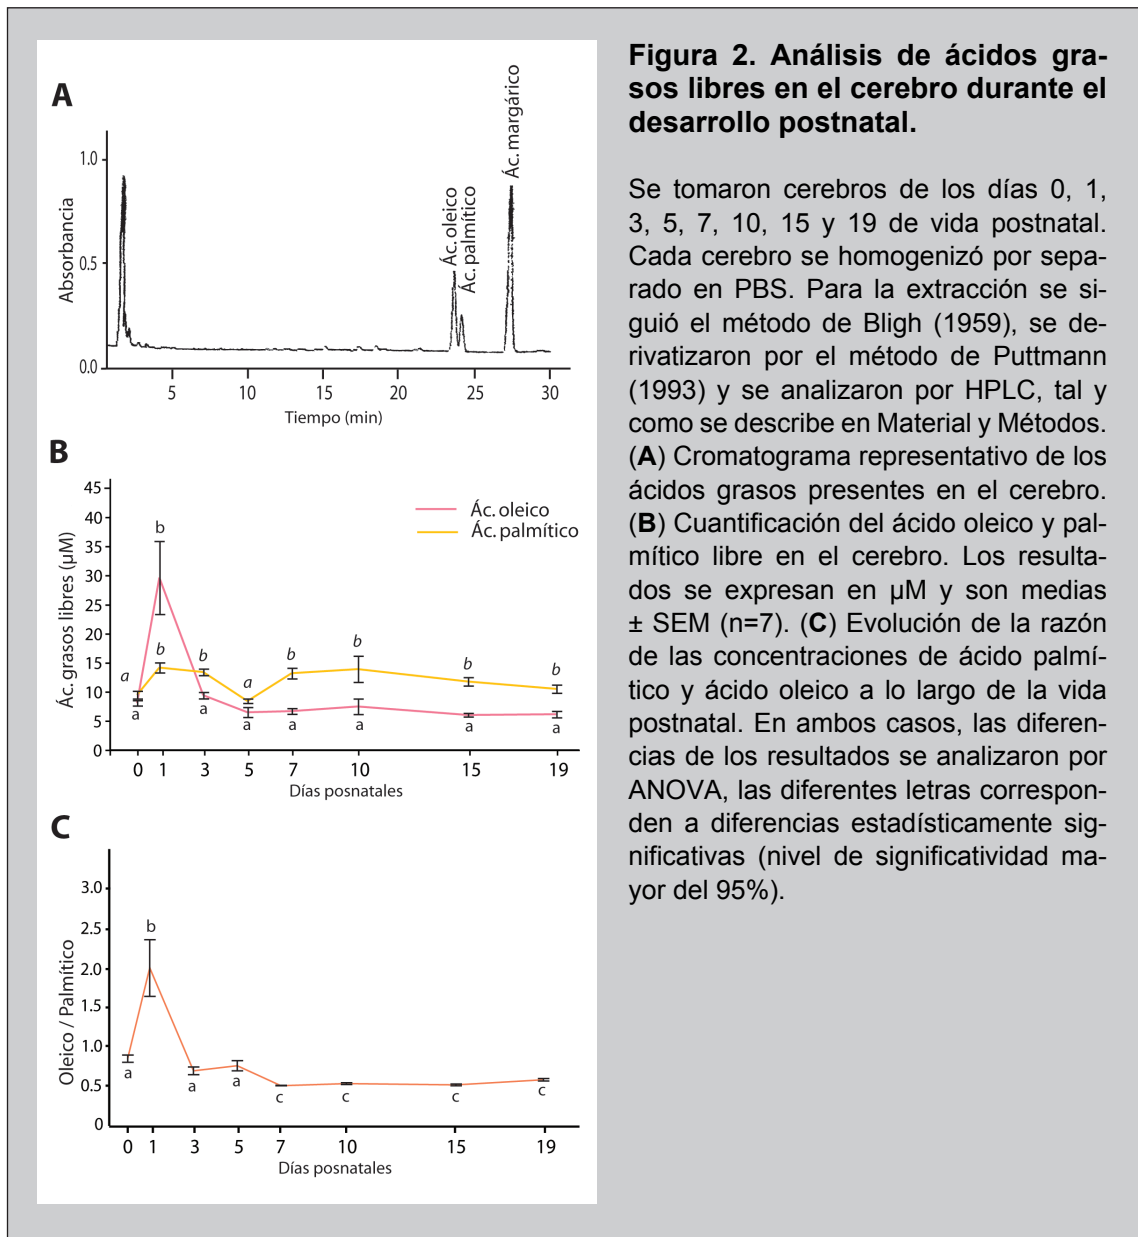 A
Absorbancia
1.0
0.5
0.0
Ác. oleico
Ác. palmítico
Ác. margárico
5 10 15 20 25 30
Tiempo (min)
B
Ác. grasos libres (µM)
45
40
35
30
25
20
15
10
5
0
Ác. oleico
Ác. palmítico
b
a b b a b b b b
a a a a a a a
0 1 3 5 7 10 15 19
Días posnatales
C
Oleico / Palmítico
3.0
2.5
2.0
1.5
1.0
0.5
0
b
a a a c c c c
0 1 3 5 7 10 15 19
Días posnatales
Figura 2. Análisis de ácidos gra-
sos libres en el cerebro durante el
desarrollo postnatal.
Se tomaron cerebros de los días 0, 1,
3, 5, 7, 10, 15 y 19 de vida postnatal.
Cada cerebro se homogenizó por sepa-
rado en PBS. Para la extracción se si-
guió el método de Bligh (1959), se de-
rivatizaron por el método de Puttmann
(1993) y se analizaron por HPLC, tal y
como se describe en Material y Métodos.
(A) Cromatograma representativo de los
ácidos grasos presentes en el cerebro.
(B) Cuantificación del ácido oleico y pal-
mítico libre en el cerebro. Los resulta-
dos se expresan en µM y son medias
± SEM (n=7). (C) Evolución de la razón
de las concentraciones de ácido palmí-
tico y ácido oleico a lo largo de la vida
postnatal. En ambos casos, las diferen-
cias de los resultados se analizaron por
ANOVA, las diferentes letras correspon-
den a diferencias estadísticamente sig-
nificativas (nivel de significatividad ma-
yor del 95%).